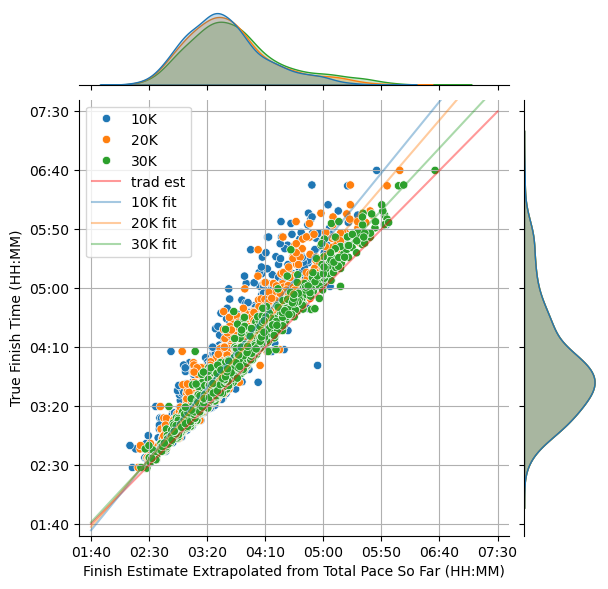 10K
20K
30K
trad est
10K fit
20K fit
30K fit
07:30
06:40
05:50
05:00
04:10
03:20
02:30
01:40
True Finish Time (HH:MM)
01:40 02:30 03:20 04:10 05:00 05:50 06:40 07:30
Finish Estimate Extrapolated from Total Pace So Far (HH:MM)